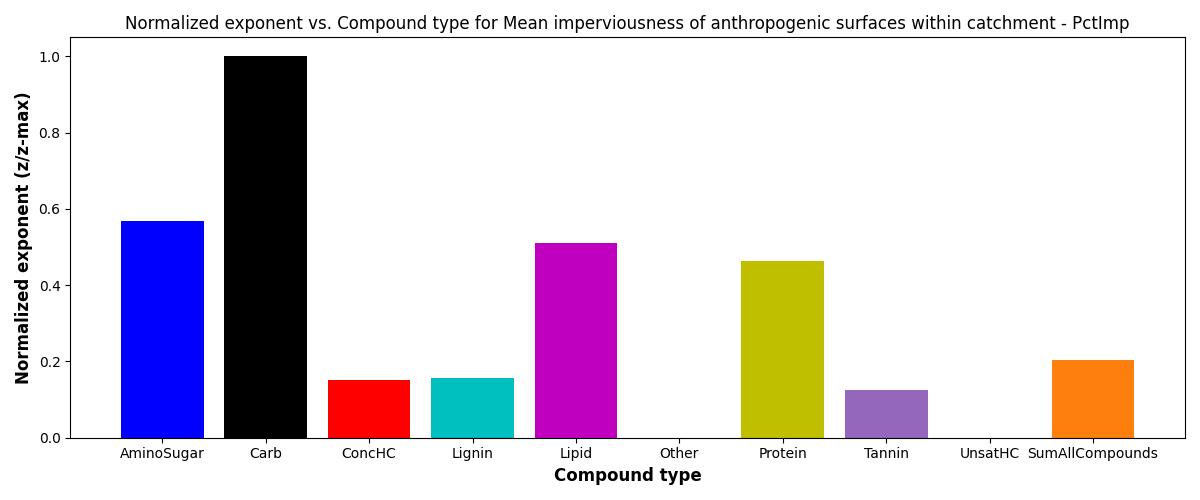 Normalized exponent vs. Compound type for Mean imperviousness of anthropogenic surfaces within catchment - PctImp
Normalized exponent (z/z-max)
1.0
0.8
0.6
0.4
0.2
0.0
AminoSugar Carb ConcHC Lignin Lipid Other Protein Tannin UnsatHC SumAllCompounds
Compound type